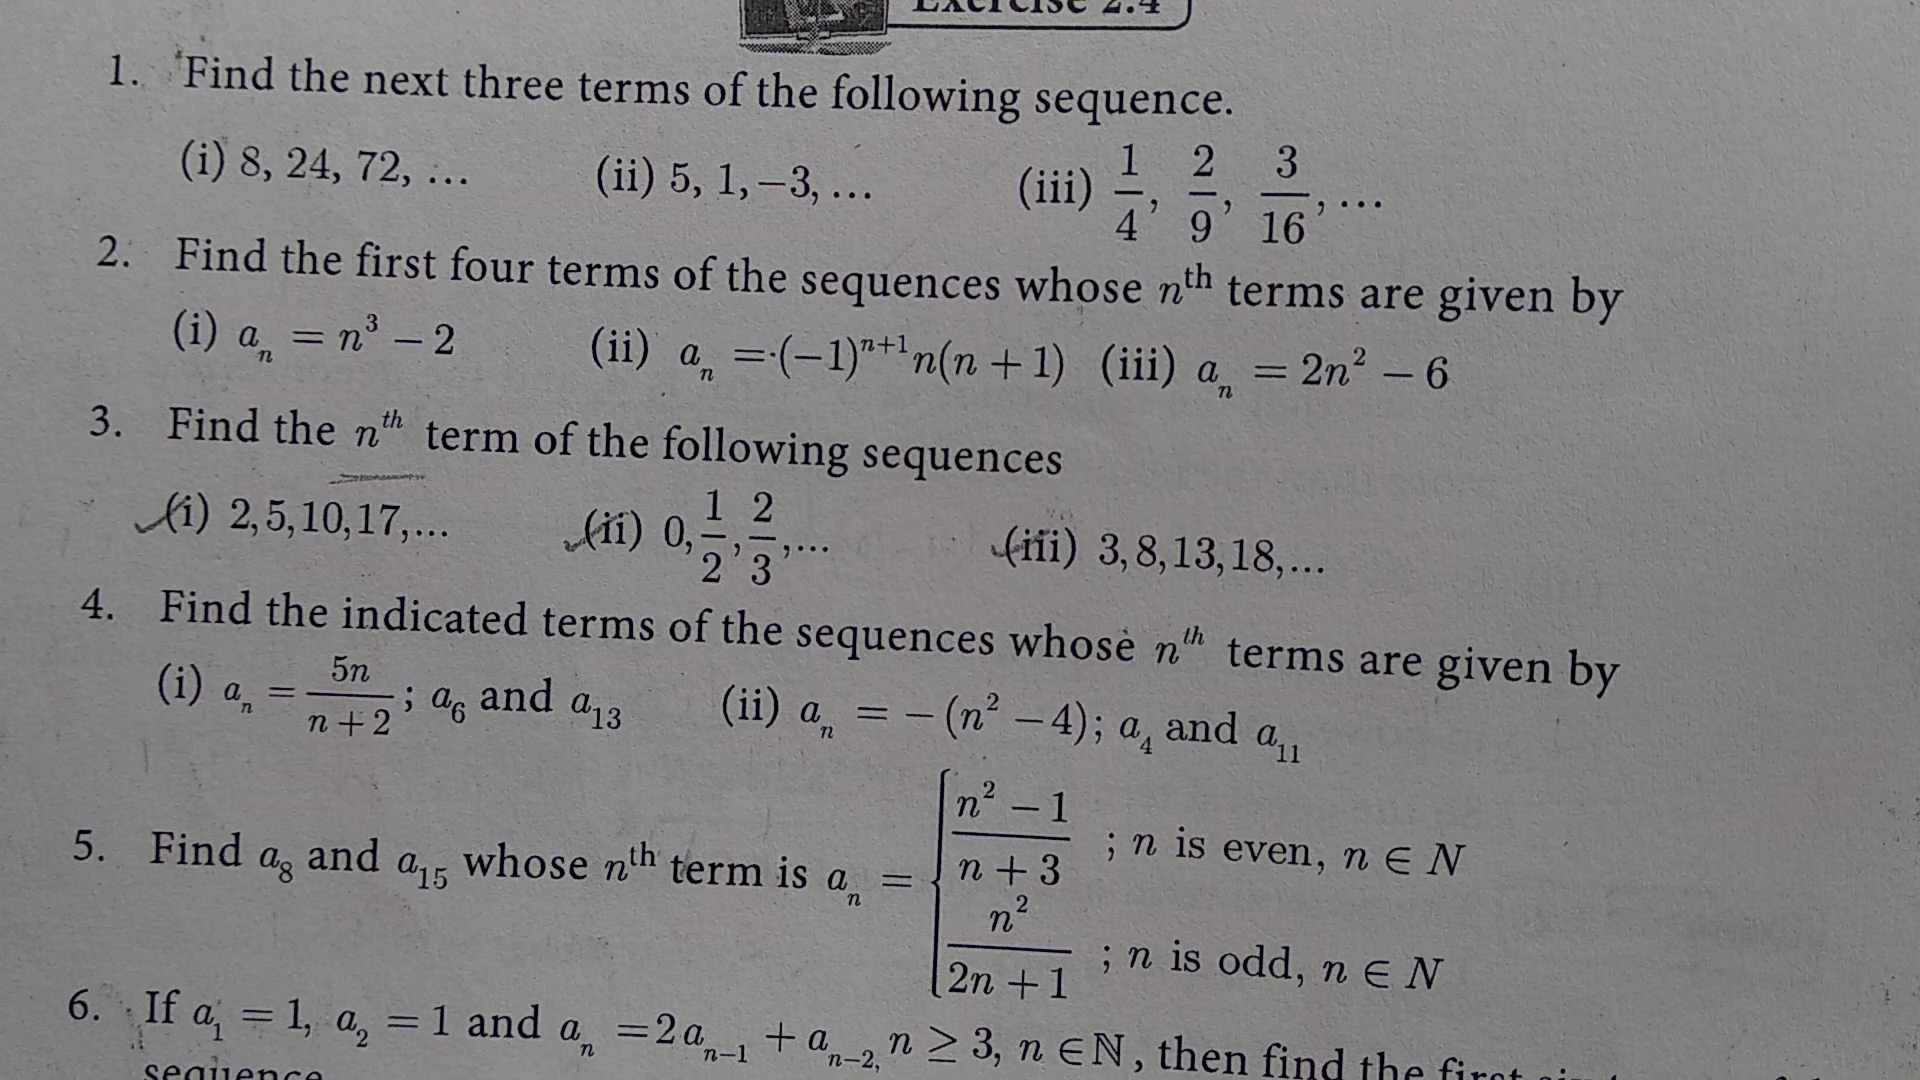 Exercise 2.4
1. Find the next three terms of the following sequence.
(i) 8, 24, 72, ... (ii) 5, 1, −3, ... (iii) 1/4, 2/9, 3/16, ...
2. Find the first four terms of the sequences whose nᵗʰ terms are given by
(i) aₙ = n³ − 2 (ii) aₙ = (−1)ⁿ⁺¹n(n + 1) (iii) aₙ = 2n² − 6
3. Find the nᵗʰ term of the following sequences
(i) 2,5,10,17,... (ii) 0, 1/2, 2/3, ... (iii) 3,8,13,18,...
4. Find the indicated terms of the sequences whose nᵗʰ terms are given by
(i) aₙ = 5n/(n + 2); a₆ and a₁₃ (ii) aₙ = −(n² − 4); a₄ and a₁₁
5. Find a₈ and a₁₅ whose nᵗʰ term is aₙ = { (n² − 1)/(n + 3) ; n is even, n ∈ N
n²/(2n + 1) ; n is odd, n ∈ N
6. If a₁ = 1, a₂ = 1 and aₙ = 2aₙ₋₁ + aₙ₋₂, n ≥ 3, n ∈ ℕ, then find the first
sequence